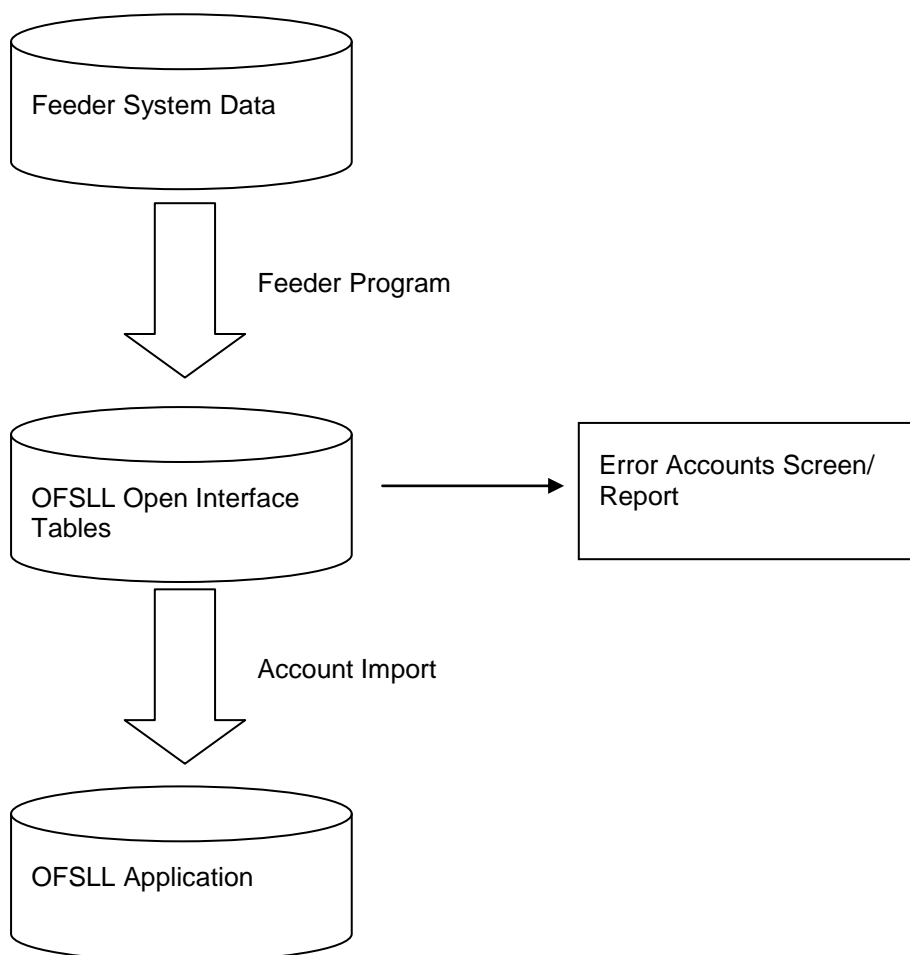 Feeder System Data
Feeder Program
OFSLL Open Interface
Tables
Error Accounts Screen/
Report
Account Import
OFSLL Application